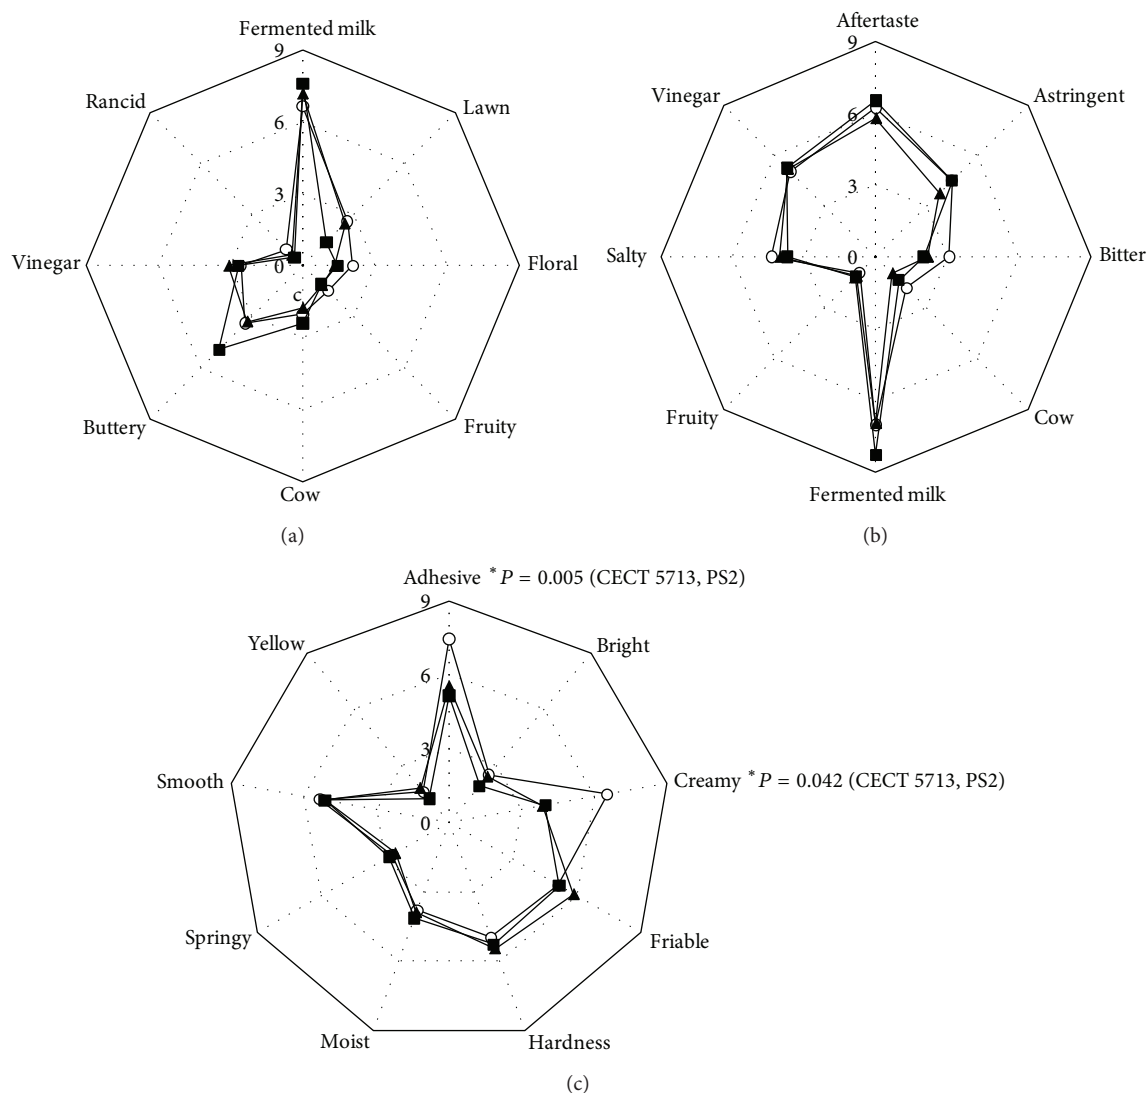 Fermented milk
9
Rancid
Lawn
6
3
Vinegar
0
Floral
c
Buttery
Fruity
Cow
(a)
Aftertaste
9
Vinegar
Astringent
6
3
Salty
0
Bitter
Fruity
Cow
Fermented milk
(b)
Adhesive *P = 0.005 (CECT 5713, PS2)
9
Yellow
Bright
6
3
Smooth
Creamy *P = 0.042 (CECT 5713, PS2)
0
Springy
Friable
Moist
Hardness
(c)